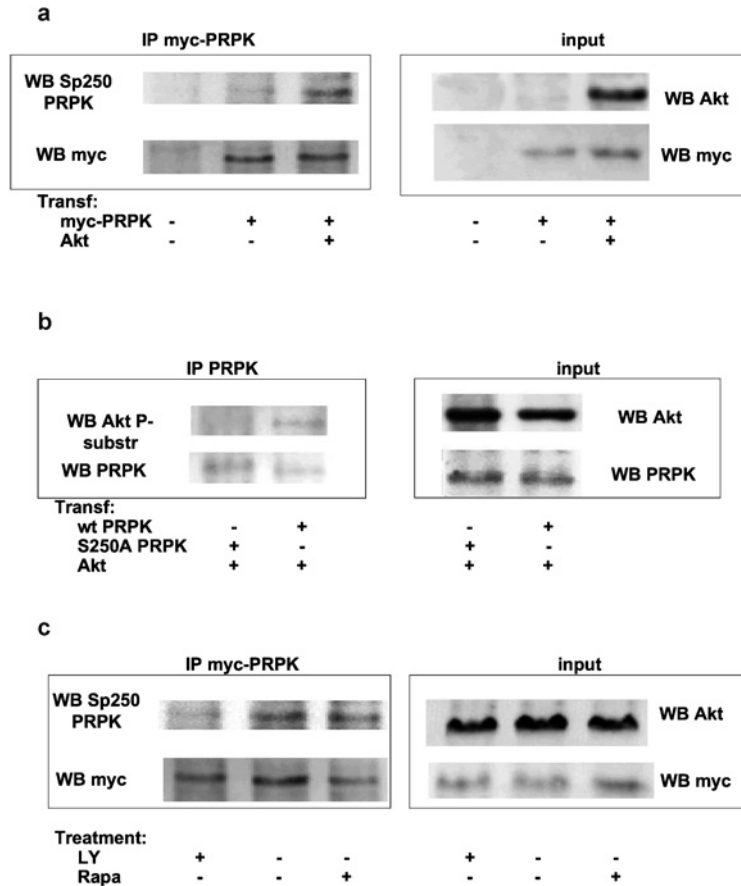 a
IP myc-PRPK input
WB Sp250 PRPK
WB Akt
WB myc WB myc
Transf:
myc-PRPK - + + - + +
Akt - - + - - +
b
IP PRPK input
WB Akt P-substr
WB Akt
WB PRPK WB PRPK
Transf:
wt PRPK - + - +
S250A PRPK + - + -
Akt + + + +
c
IP myc-PRPK input
WB Sp250 PRPK
WB Akt
WB myc WB myc
Treatment:
LY + - - + - -
Rapa - - + - - +